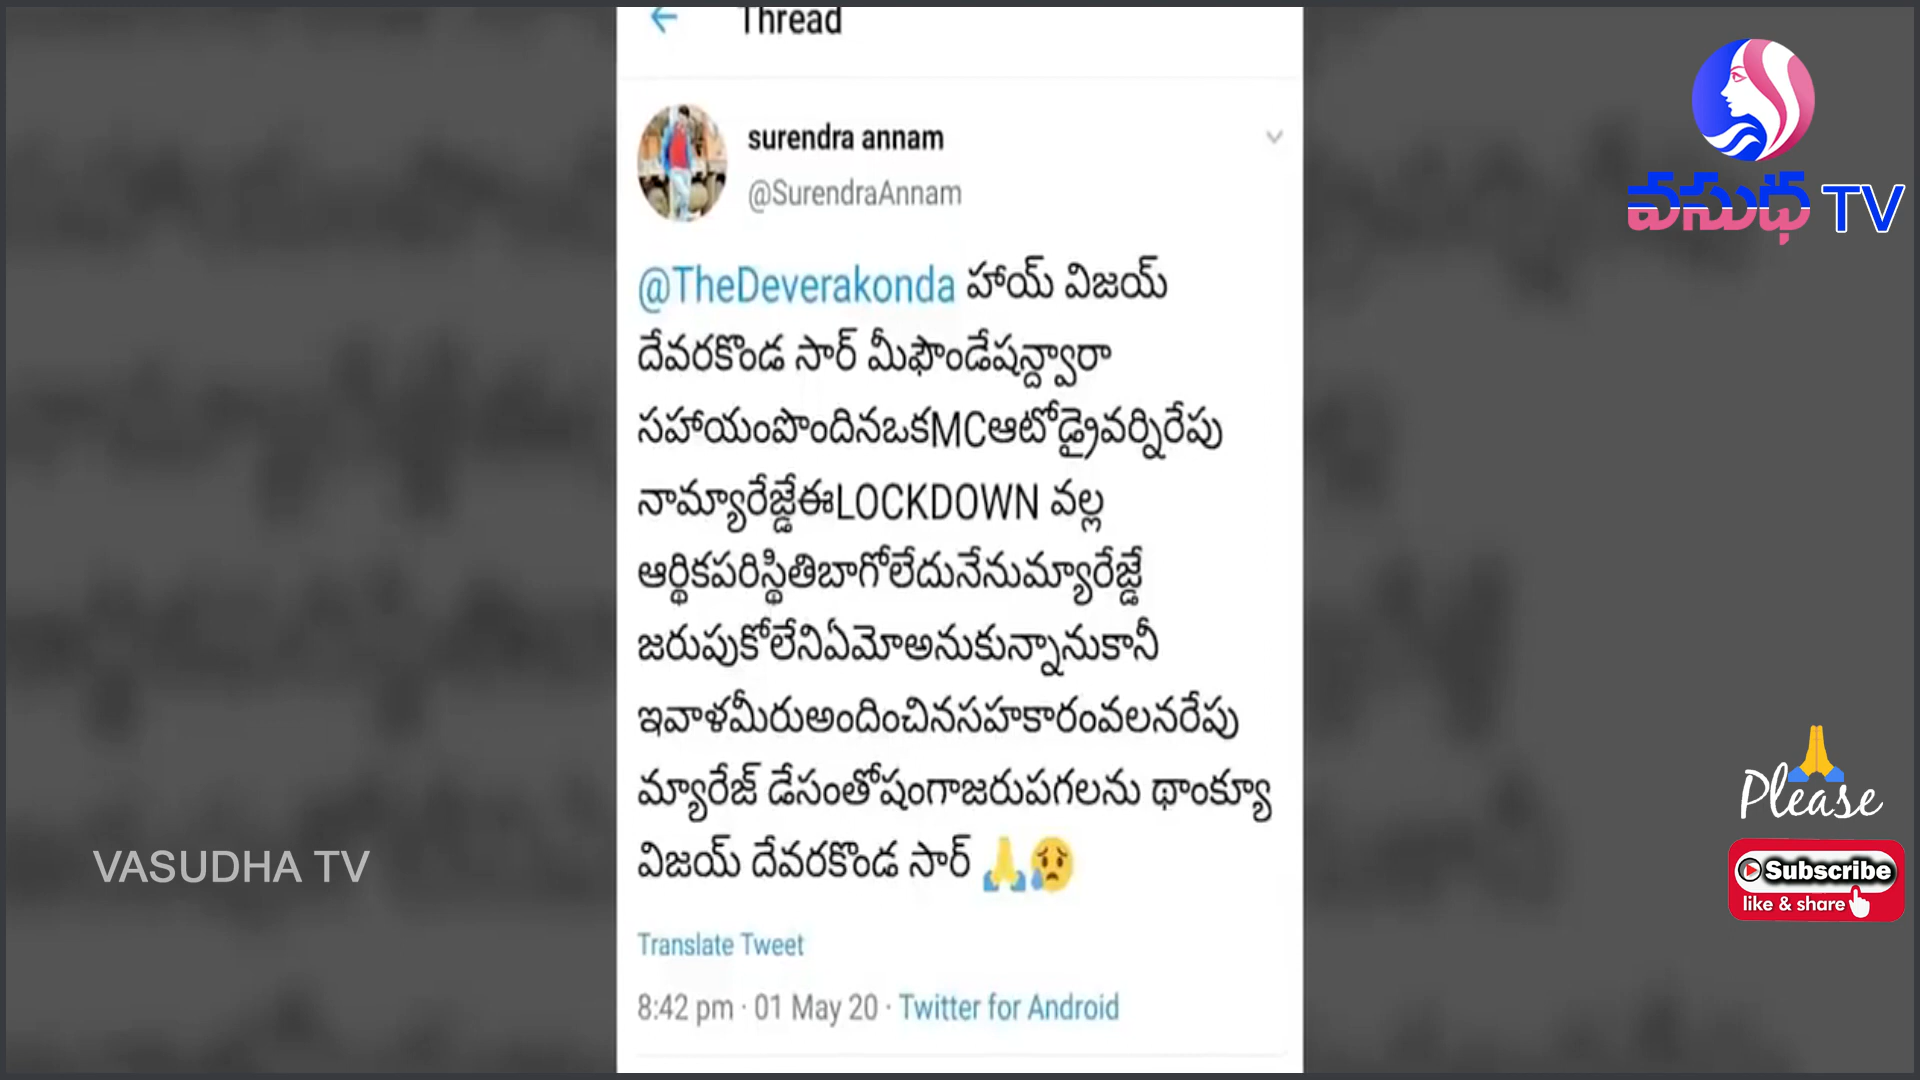 Thread
surendra annam
@SurendraAnnam
@TheDeverakonda హాయ్ విజయ్
దేవరకొండ సార్ మీఫౌండేషన్ద్వారా
సహాయంపొందినఒకMCఆటోడ్రైవర్నిరేపు
నామ్యారేజ్డేఈLOCKDOWN వల్ల
ఆర్థికపరిస్థితిబాగోలేదునేనుమ్యారేజ్డే
జరుపుకోలేనిఏమోఅనుకున్నానుకానీ
ఇవాళమీరుఅందించినసహకారంవలనరేపు
మ్యారేజ్ డేసంతోషంగాజరుపగలను థాంక్యూ
విజయ్ దేవరకొండ సార్ 🙏😥
Translate Tweet
8:42 pm · 01 May 20 · Twitter for Android
వసుధ TV
VASUDHA TV
Please
Subscribe
like & share